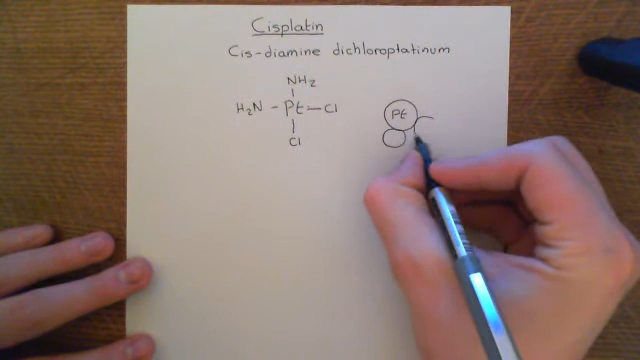 Cisplatin
Cis-diamine dichloroplatinum
NH2
H2N - Pt - Cl
Cl
Pt